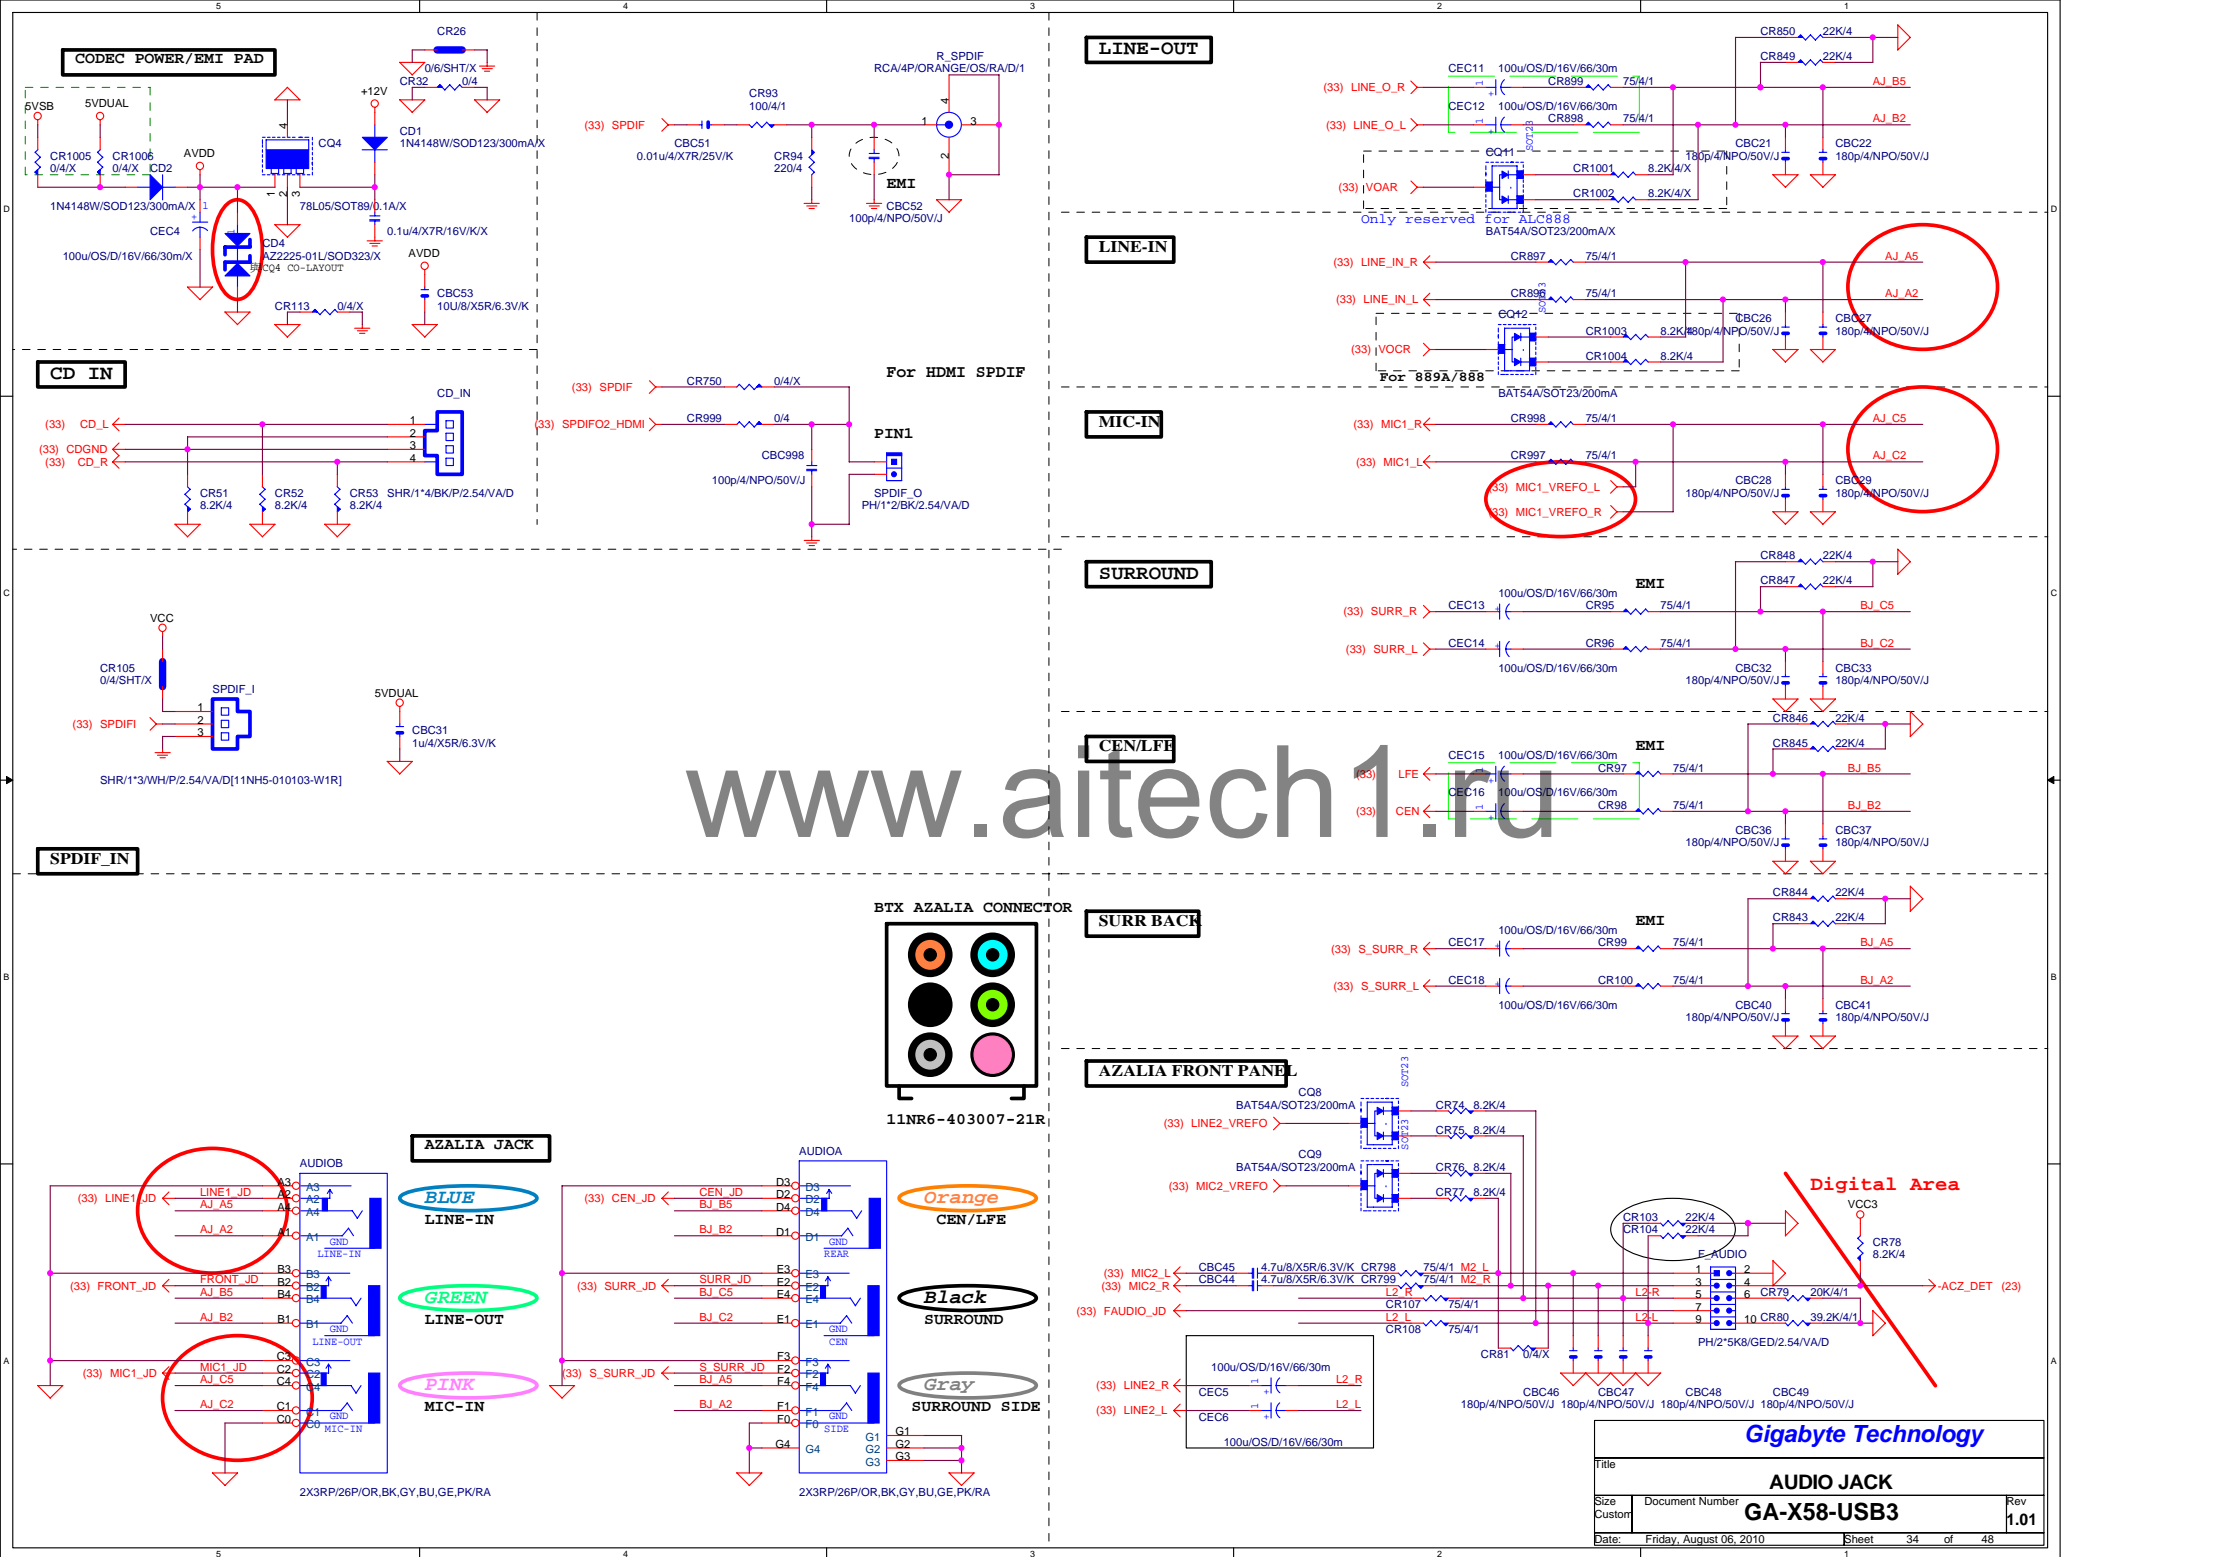 CODEC POWER/EMI PAD
5VSB
5VDUAL
CR1005
0/4/X
CR1006
0/4/X
CD2
1N4148W/SOD123/300mA/X
AVDD
CEC4
100u/OS/D/16V/66/30m/X
CQ4
78L05/SOT89/0.1A/X
+12V
CD1
1N4148W/SOD123/300mA/X
0.1u/4/X7R/16V/K/X
CR26
0/6/SHT/X
CR32
0/4
CD4
AZ2225-01L/SOD323/X
與CQ4 CO-LAYOUT
CR113
0/4/X
AVDD
CBC53
10U/8/X5R/6.3V/K
(33) SPDIF
CBC51
0.01u/4/X7R/25V/K
CR93
100/4/1
CR94
220/4
EMI
CBC52
100p/4/NPO/50V/J
R_SPDIF
RCA/4P/ORANGE/OS/RA/D/1
CD IN
(33) CD_L
(33) CDGND
(33) CD_R
CD_IN
CR51
8.2K/4
CR52
8.2K/4
CR53
8.2K/4
SHR/1*4/BK/P/2.54/VA/D
For HDMI SPDIF
(33) SPDIF
CR750
0/4/X
(33) SPDIFO2_HDMI
CR999
0/4
CBC998
100p/4/NPO/50V/J
PIN1
SPDIF_O
PH/1*2/BK/2.54/VA/D
VCC
CR105
0/4/SHT/X
SPDIF_I
(33) SPDIFI
SHR/1*3/WH/P/2.54/VA/D[11NH5-010103-W1R]
5VDUAL
CBC31
1u/4/X5R/6.3V/K
SPDIF_IN
www.aitech1.ru
LINE-OUT
(33) LINE_O_R
(33) LINE_O_L
CEC11
100u/OS/D/16V/66/30m
CR899
75/4/1
CEC12
100u/OS/D/16V/66/30m
CR898
75/4/1
CR850
22K/4
CR849
22K/4
AJ_B5
AJ_B2
CBC21
180p/4/NPO/50V/J
CBC22
180p/4/NPO/50V/J
(33) VOAR
CQ11
SOT23
CR1001
8.2K/4/X
CR1002
8.2K/4/X
Only reserved for ALC888
BAT54A/SOT23/200mA/X
LINE-IN
(33) LINE_IN_R
CR897
75/4/1
AJ_A5
(33) LINE_IN_L
CR896
75/4/1
AJ_A2
CQ12
SOT23
(33) VOCR
CR1003
8.2K/4
CR1004
8.2K/4
CBC26
180p/4/NPO/50V/J
CBC27
180p/4/NPO/50V/J
For 889A/888
BAT54A/SOT23/200mA
MIC-IN
(33) MIC1_R
CR998
75/4/1
AJ_C5
(33) MIC1_L
CR997
75/4/1
AJ_C2
(33) MIC1_VREFO_L
(33) MIC1_VREFO_R
CBC28
180p/4/NPO/50V/J
CBC29
180p/4/NPO/50V/J
SURROUND
CR848
22K/4
CR847
22K/4
EMI
(33) SURR_R
CEC13
100u/OS/D/16V/66/30m
CR95
75/4/1
BJ_C5
(33) SURR_L
CEC14
100u/OS/D/16V/66/30m
CR96
75/4/1
BJ_C2
CBC32
180p/4/NPO/50V/J
CBC33
180p/4/NPO/50V/J
CEN/LFE
CR846
22K/4
CR845
22K/4
EMI
(33) LFE
CEC15
100u/OS/D/16V/66/30m
CR97
75/4/1
BJ_B5
(33) CEN
CEC16
100u/OS/D/16V/66/30m
CR98
75/4/1
BJ_B2
CBC36
180p/4/NPO/50V/J
CBC37
180p/4/NPO/50V/J
SURR BACK
CR844
22K/4
CR843
22K/4
EMI
(33) S_SURR_R
CEC17
100u/OS/D/16V/66/30m
CR99
75/4/1
BJ_A5
(33) S_SURR_L
CEC18
100u/OS/D/16V/66/30m
CR100
75/4/1
BJ_A2
CBC40
180p/4/NPO/50V/J
CBC41
180p/4/NPO/50V/J
BTX AZALIA CONNECTOR
11NR6-403007-21R
AZALIA JACK
AUDIOB
(33) LINE1_JD
LINE1_JD
AJ_A5
AJ_A2
LINE-IN
BLUE
LINE-IN
(33) FRONT_JD
FRONT_JD
AJ_B5
AJ_B2
LINE-OUT
GREEN
LINE-OUT
(33) MIC1_JD
MIC1_JD
AJ_C5
AJ_C2
MIC-IN
PINK
MIC-IN
2X3RP/26P/OR,BK,GY,BU,GE,PK/RA
AUDIOA
(33) CEN_JD
CEN_JD
BJ_B5
BJ_B2
REAR
Orange
CEN/LFE
(33) SURR_JD
SURR_JD
BJ_C5
BJ_C2
CEN
Black
SURROUND
(33) S_SURR_JD
S_SURR_JD
BJ_A5
BJ_A2
SIDE
Gray
SURROUND SIDE
2X3RP/26P/OR,BK,GY,BU,GE,PK/RA
AZALIA FRONT PANEL
CQ8
BAT54A/SOT23/200mA
SOT23
(33) LINE2_VREFO
CR74
8.2K/4
CR75
8.2K/4
CQ9
BAT54A/SOT23/200mA
SOT23
(33) MIC2_VREFO
CR76
8.2K/4
CR77
8.2K/4
(33) MIC2_L
CBC45
4.7u/8/X5R/6.3V/K
CR798
75/4/1
M2_L
(33) MIC2_R
CBC44
4.7u/8/X5R/6.3V/K
CR799
75/4/1
M2_R
L2_R
CR107
75/4/1
(33) FAUDIO_JD
L2_L
CR108
75/4/1
CR81
0/4/X
CR103
22K/4
CR104
22K/4
F_AUDIO
L2-R
L2-L
CR79
20K/4/1
CR80
39.2K/4/1
PH/2*5K8/GED/2.54/VA/D
Digital Area
VCC3
CR78
8.2K/4
-ACZ_DET (23)
CBC46
180p/4/NPO/50V/J
CBC47
180p/4/NPO/50V/J
CBC48
180p/4/NPO/50V/J
CBC49
180p/4/NPO/50V/J
100u/OS/D/16V/66/30m
(33) LINE2_R
CEC5
L2_R
(33) LINE2_L
CEC6
L2_L
100u/OS/D/16V/66/30m
Gigabyte Technology
Title
AUDIO JACK
Size
Custom
Document Number
GA-X58-USB3
Rev
1.01
Date:
Friday, August 06, 2010
Sheet
34 of 48